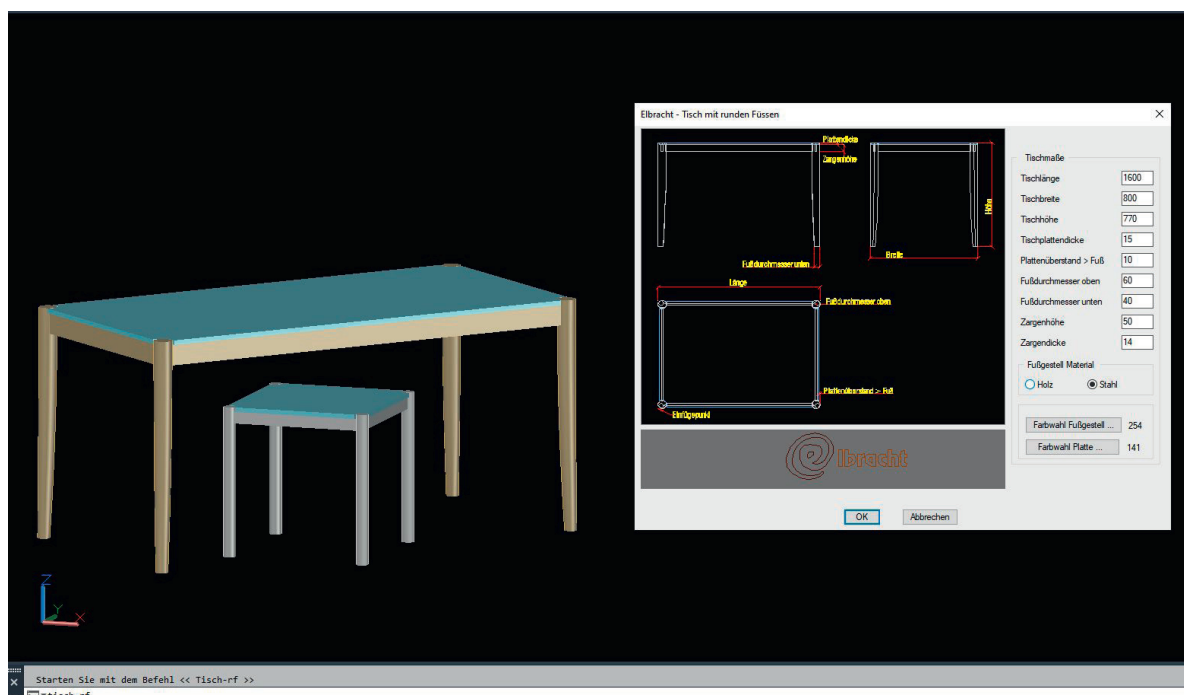 Elbracht - Tisch mit runden Füssen
Plattendicke
Zargenhöhe
Höhe
Fußdurchmesser unten
Breite
Länge
Fußdurchmesser oben
Plattenüberstand > Fuß
Einfügepunkt
Tischmaße
Tischlänge 1600
Tischbreite 800
Tischhöhe 770
Tischplattendicke 15
Plattenüberstand > Fuß 10
Fußdurchmesser oben 60
Fußdurchmesser unten 40
Zargenhöhe 50
Zargendicke 14
Fußgestell Material
Holz Stahl
Farbwahl Fußgestell ... 254
Farbwahl Platte ... 141
elbracht
OK Abbrechen
Z
Y
X
Starten Sie mit dem Befehl << Tisch-rf >>